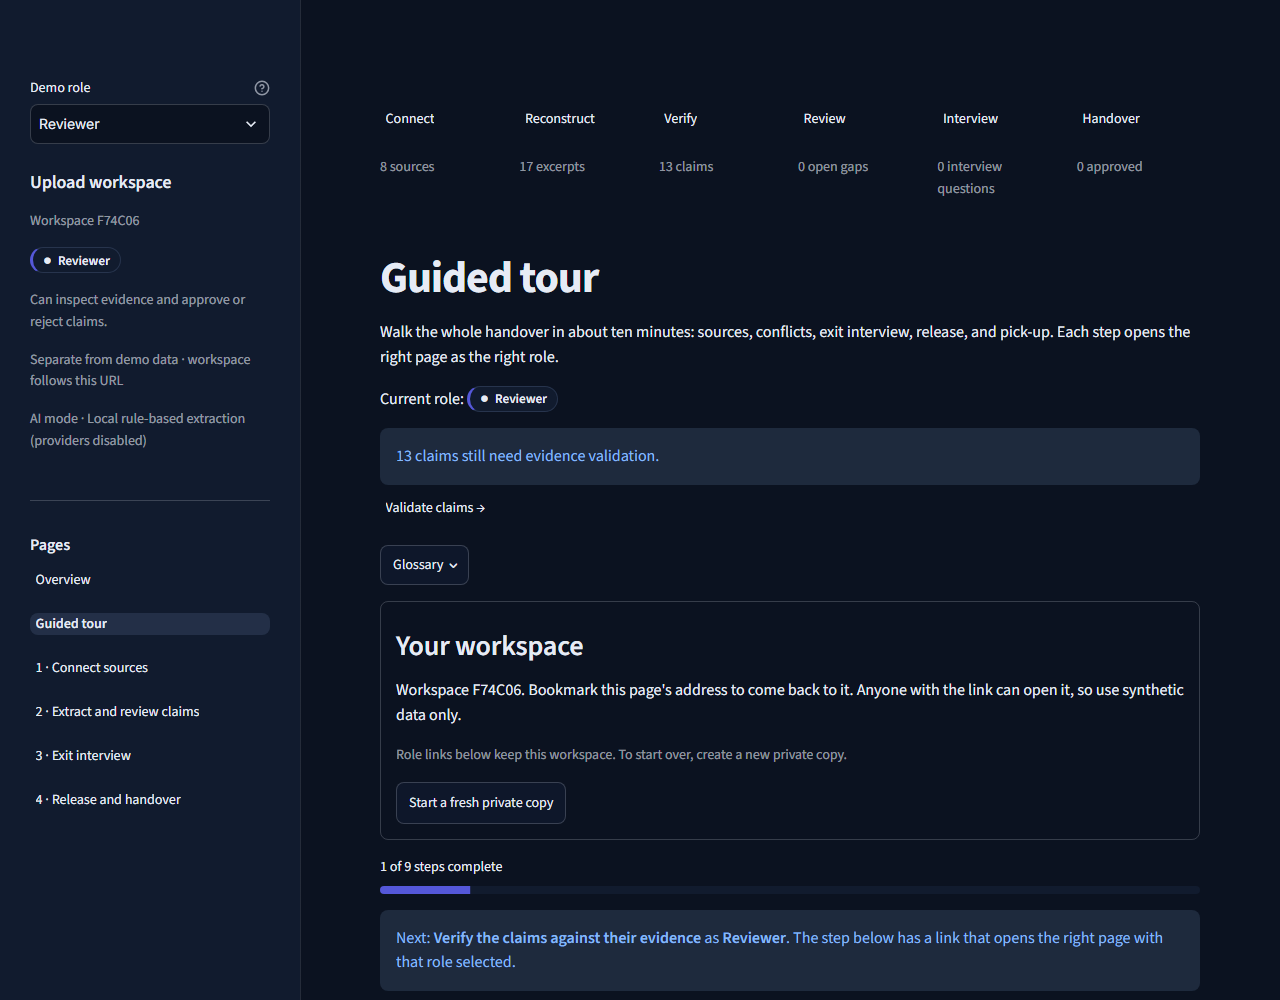 Demo role
Reviewer
Upload workspace
Workspace F74C06
Reviewer
Can inspect evidence and approve or
reject claims.
Separate from demo data · workspace
follows this URL
AI mode · Local rule-based extraction
(providers disabled)
Pages
Overview
Guided tour
1 · Connect sources
2 · Extract and review claims
3 · Exit interview
4 · Release and handover
Connect
Reconstruct
Verify
Review
Interview
Handover
8 sources
17 excerpts
13 claims
0 open gaps
0 interview
questions
0 approved
Guided tour
Walk the whole handover in about ten minutes: sources, conflicts, exit interview, release, and pick-up. Each step opens the
right page as the right role.
Current role: Reviewer
13 claims still need evidence validation.
Validate claims →
Glossary
Your workspace
Workspace F74C06. Bookmark this page's address to come back to it. Anyone with the link can open it, so use synthetic
data only.
Role links below keep this workspace. To start over, create a new private copy.
Start a fresh private copy
1 of 9 steps complete
Next: Verify the claims against their evidence as Reviewer. The step below has a link that opens the right page with
that role selected.